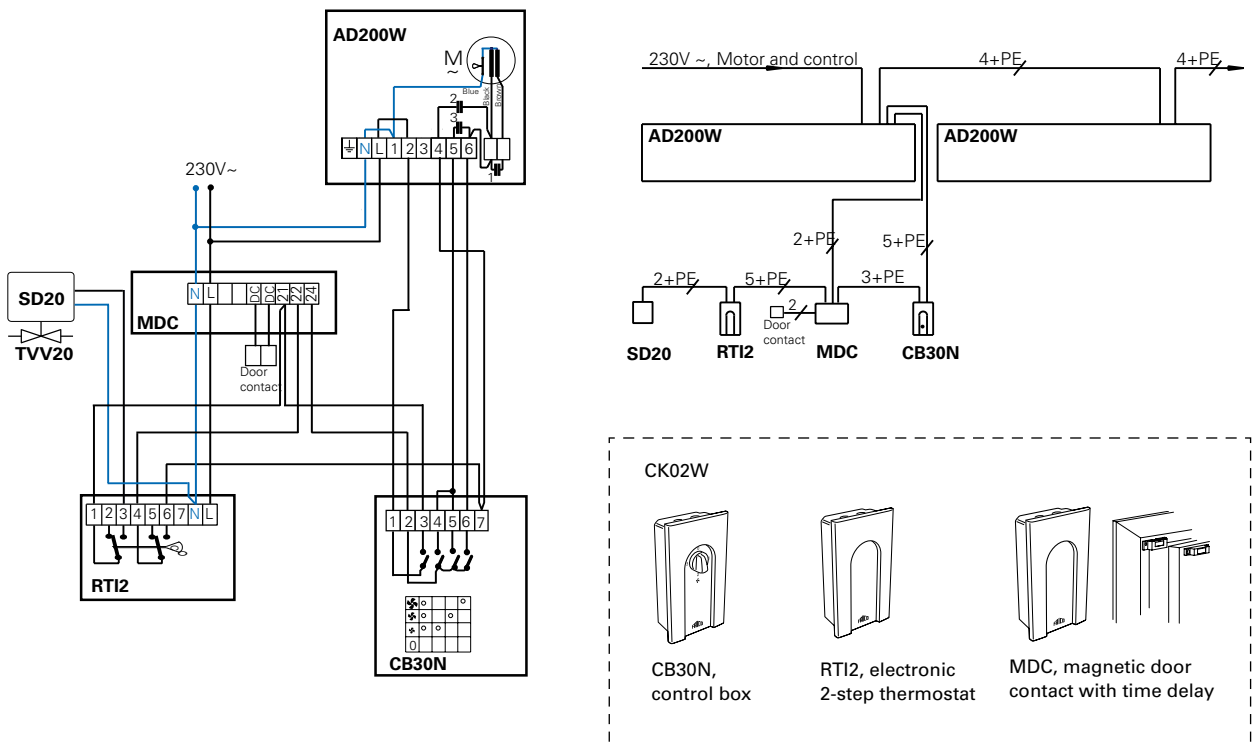 AD200W
M
~
Blue
Black
Brown
2
3
N L 1 2 3 4 5 6
1
230V~
SD20
TVV20
N L DC DC 21 22 24
MDC
Door
contact
1 2 3 4 5 6 7 N L
RTI2
1 2 3 4 5 6 7
0
CB30N
230V ~, Motor and control
4+PE
4+PE
AD200W
AD200W
2+PE
5+PE
2+PE
5+PE
3+PE
2
Door
contact
SD20
RTI2
MDC
CB30N
CK02W
CB30N,
control box
RTI2, electronic
2-step thermostat
MDC, magnetic door
contact with time delay